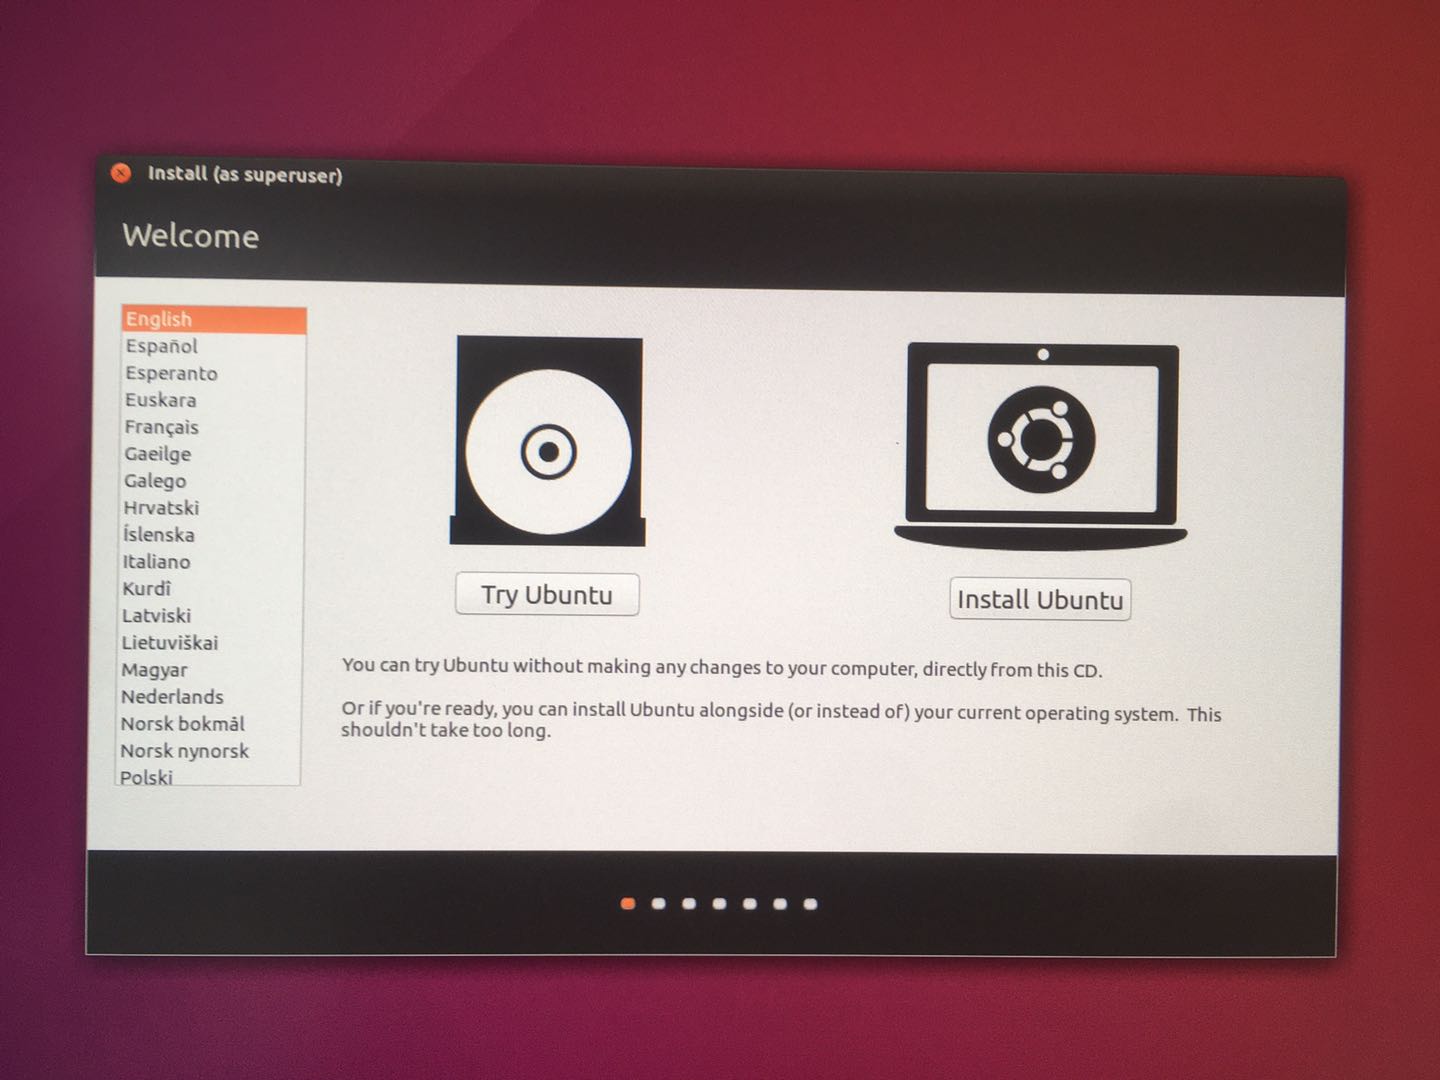 Install (as superuser)
Welcome
English
Español
Esperanto
Euskara
Français
Gaeilge
Galego
Hrvatski
Íslenska
Italiano
Kurdî
Latviski
Lietuviškai
Magyar
Nederlands
Norsk bokmål
Norsk nynorsk
Polski
Try Ubuntu
Install Ubuntu
You can try Ubuntu without making any changes to your computer, directly from this CD.
Or if you're ready, you can install Ubuntu alongside (or instead of) your current operating system. This
shouldn't take too long.